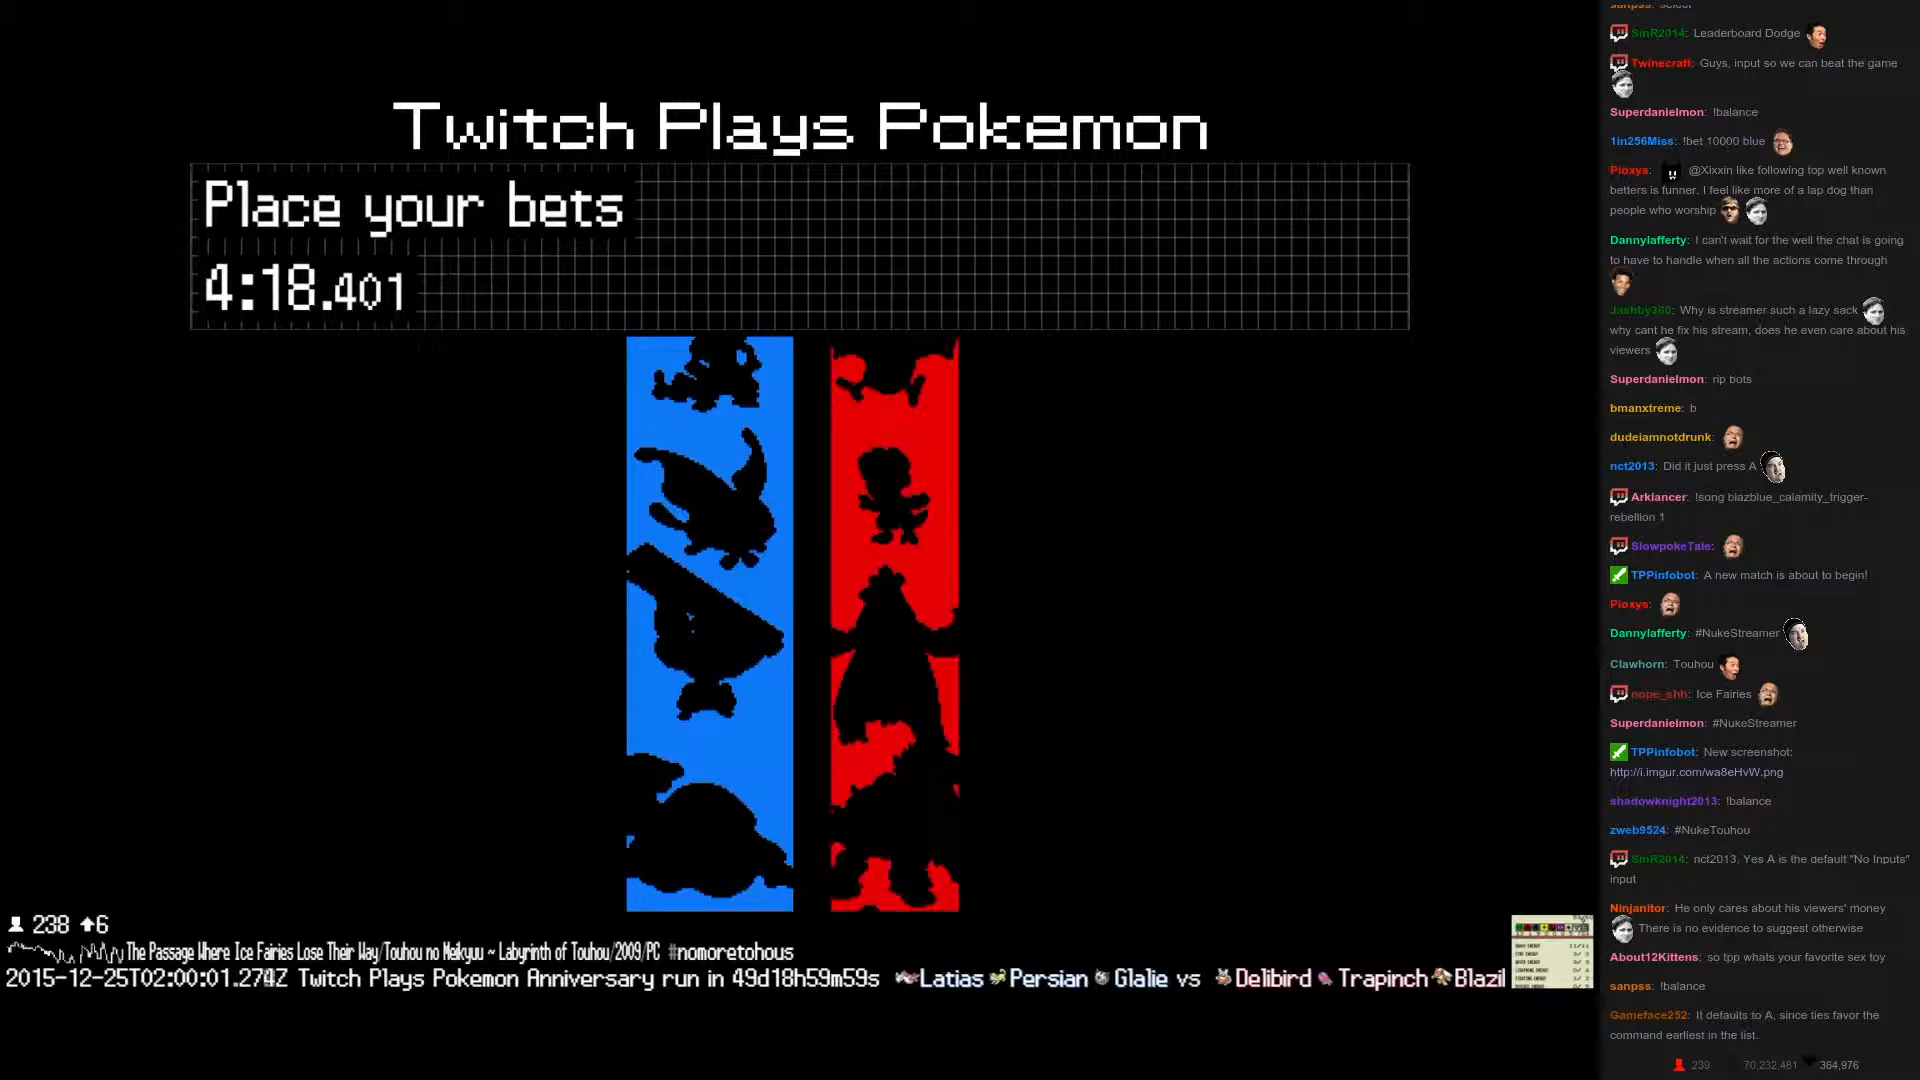 Twitch Plays Pokemon
Place your bets
4:18.401
238 6
The Passage Where Ice Fairies Lose Their Way/Touhou no Meikyuu ~ Labyrinth of Touhou/2009/PC #nomoretohous
Twitch Plays Pokemon Anniversary run in 49d18h59m59s Latias Persian Glalie vs Delibird Trapinch Blazil
sanpss: select
SinR2014: Leaderboard Dodge
Twinecraft: Guys, input so we can beat the game
Superdanielmon: !balance
1in256Miss: !bet 10000 blue
Pioxys: @Xixxin like following top well known
betters is funner. I feel like more of a lap dog than
people who worship
Dannylafferty: I can't wait for the well the chat is going
to have to handle when all the actions come through
Jashby360: Why is streamer such a lazy sack
why cant he fix his stream, does he even care about his
viewers
Superdanielmon: rip bots
bmanxtreme: b
dudeiamnotdrunk:
nct2013: Did it just press A
Arklancer: !song blazblue_calamity_trigger-
rebellion 1
SlowpokeTale:
TPPinfobot: A new match is about to begin!
Pioxys:
Dannylafferty: #NukeStreamer
Clawhorn: Touhou
nope_shh: Ice Fairies
Superdanielmon: #NukeStreamer
TPPinfobot: New screenshot:
http://i.imgur.com/wa8eHvW.png
shadowknight2013: !balance
zweb9524: #NukeTouhou
SinR2014: nct2013, Yes A is the default "No Inputs"
input
Ninjanitor: He only cares about his viewers' money
There is no evidence to suggest otherwise
About12Kittens: so tpp whats your favorite sex toy
sanpss: !balance
Gameface252: It defaults to A, since ties favor the
command earliest in the list.
239 70,232,481 364,976